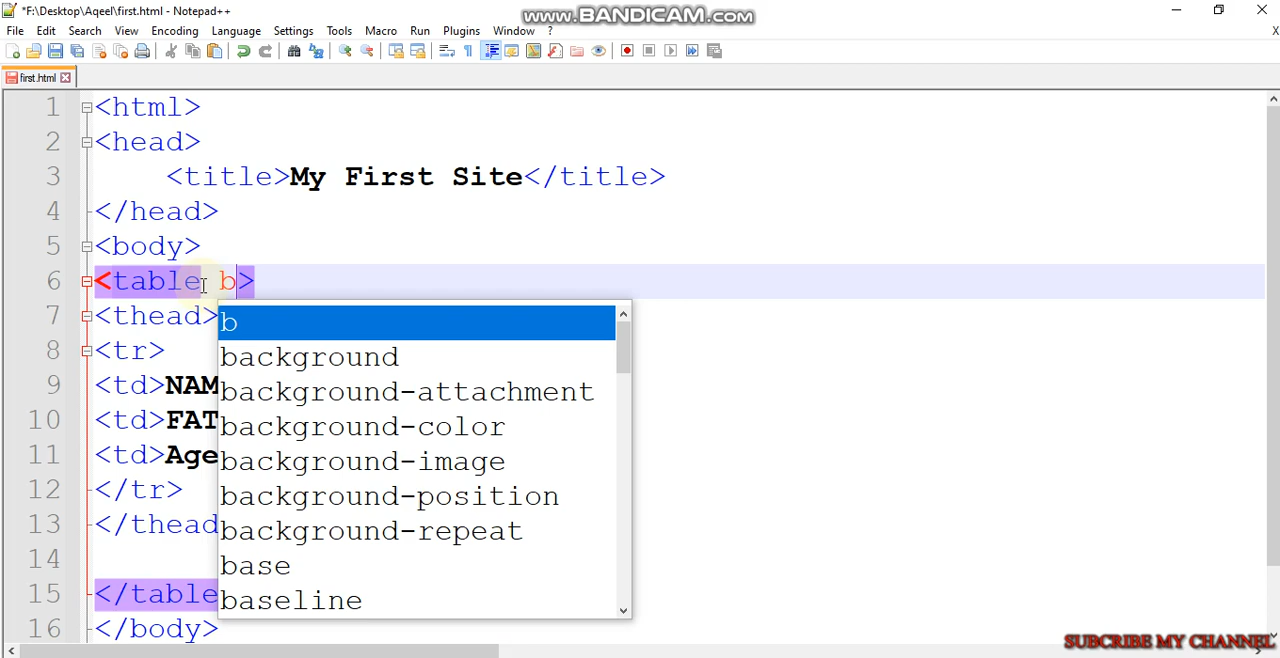 *F:\Desktop\Aqeel\first.html - Notepad++
www.BANDICAM.com
File Edit Search View Encoding Language Settings Tools Macro Run Plugins Window ? X
first.html
1 <html>
2 <head>
3 <title>My First Site</title>
4 </head>
5 <body>
6 <table b>
7 <thead>
b
8 <tr>
background
9 <td>NAM
background-attachment
10 <td>FAT
background-color
11 <td>Age
background-image
12 </tr>
background-position
13 </thead
background-repeat
14
base
15 </table
baseline
16 </body>
SUBCRIBE MY CHANNEL